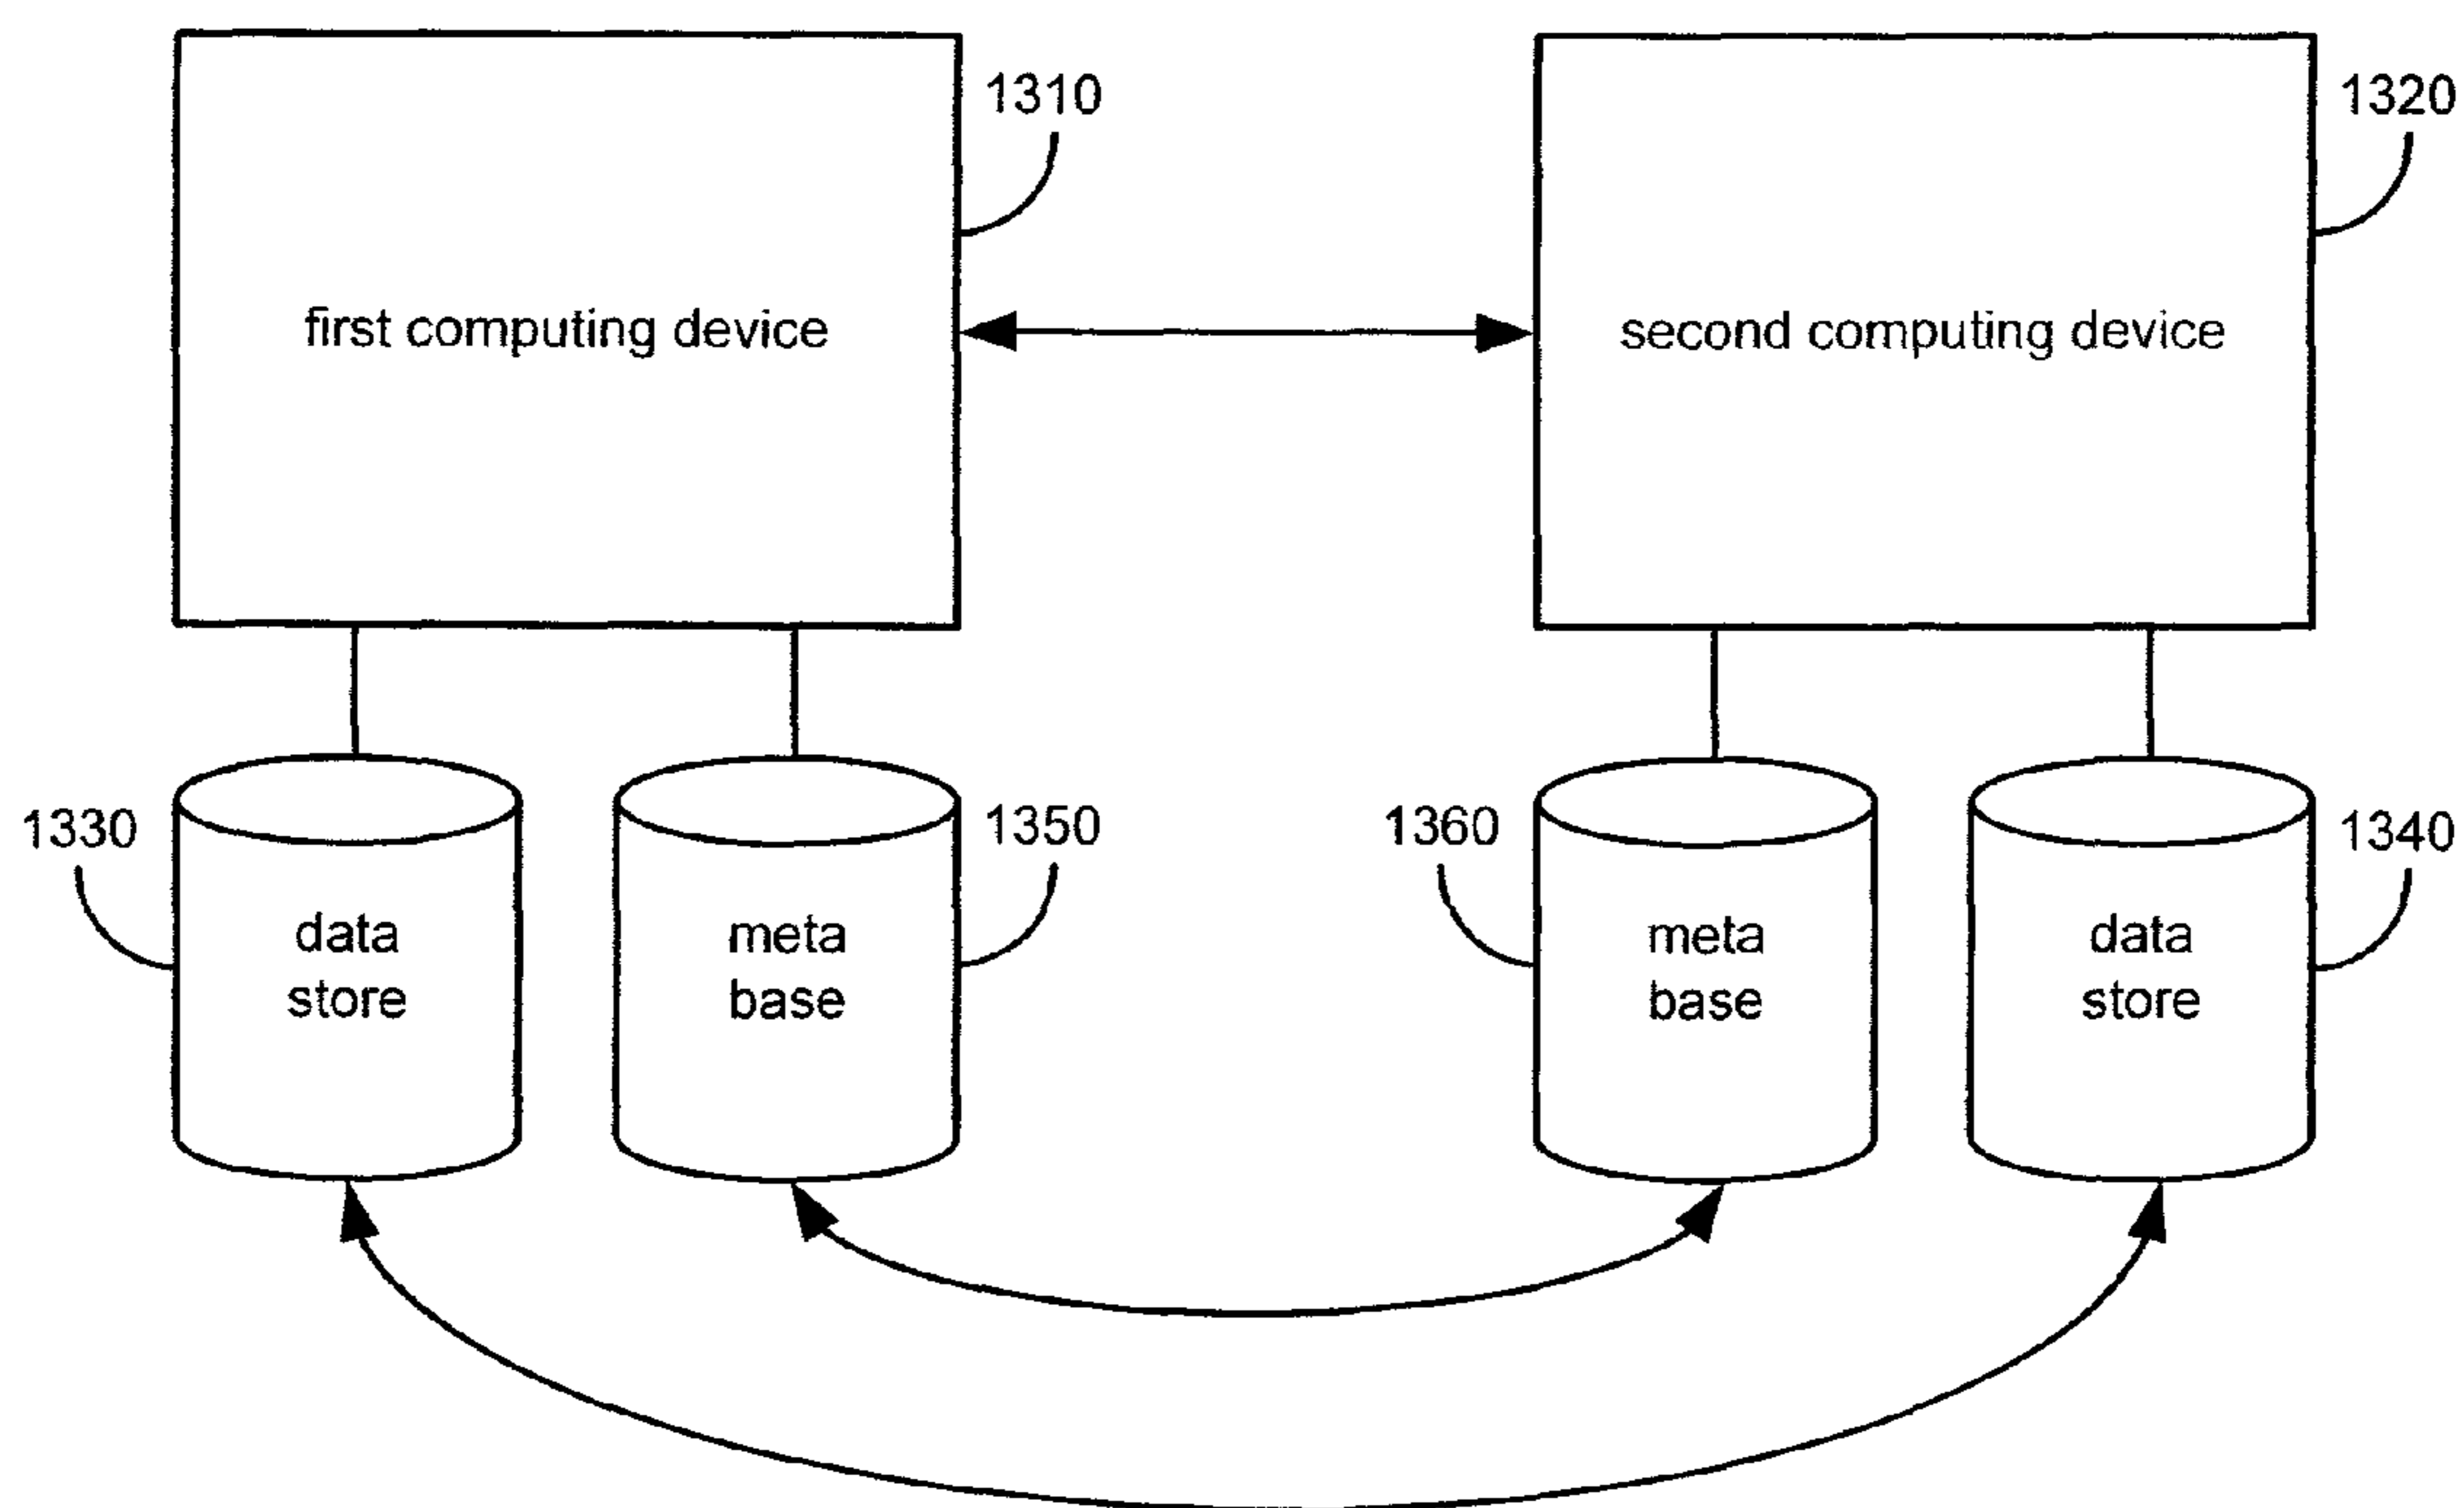 1310
1320
first computing device
second computing device
1330
1350
1360
1340
data
store
meta
base
meta
base
data
store